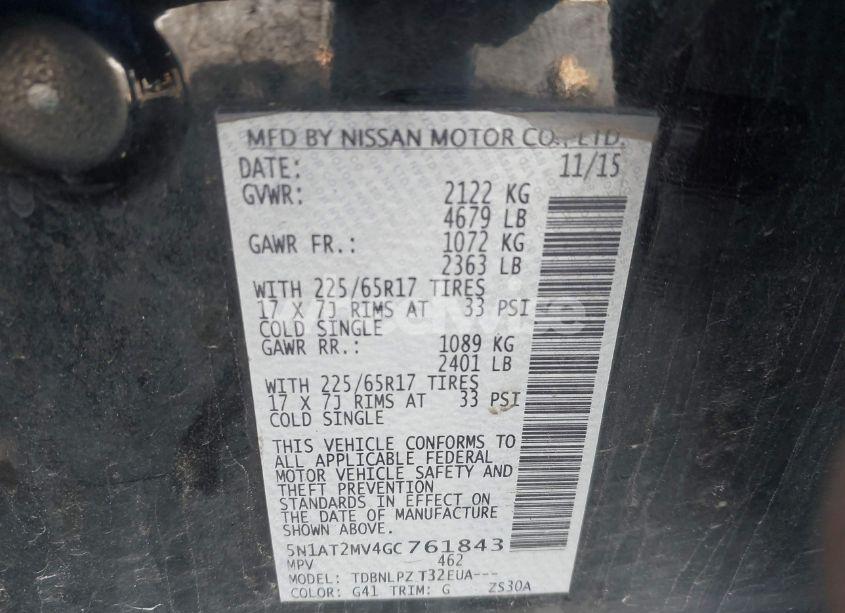 MFD BY NISSAN MOTOR CO., LTD.
DATE: 11/15
GVWR: 2122 KG
4679 LB
GAWR FR.: 1072 KG
2363 LB
WITH 225/65R17 TIRES
17 X 7J RIMS AT 33 PSI
COLD SINGLE
GAWR RR.: 1089 KG
2401 LB
WITH 225/65R17 TIRES
17 X 7J RIMS AT 33 PSI
COLD SINGLE
THIS VEHICLE CONFORMS TO
ALL APPLICABLE FEDERAL
MOTOR VEHICLE SAFETY AND
THEFT PREVENTION
STANDARDS IN EFFECT ON
THE DATE OF MANUFACTURE
SHOWN ABOVE.
5N1AT2MV4GC761843
MPV 462
MODEL: TDBNLPZ T32EUA---
COLOR: G41 TRIM: G ZS30A